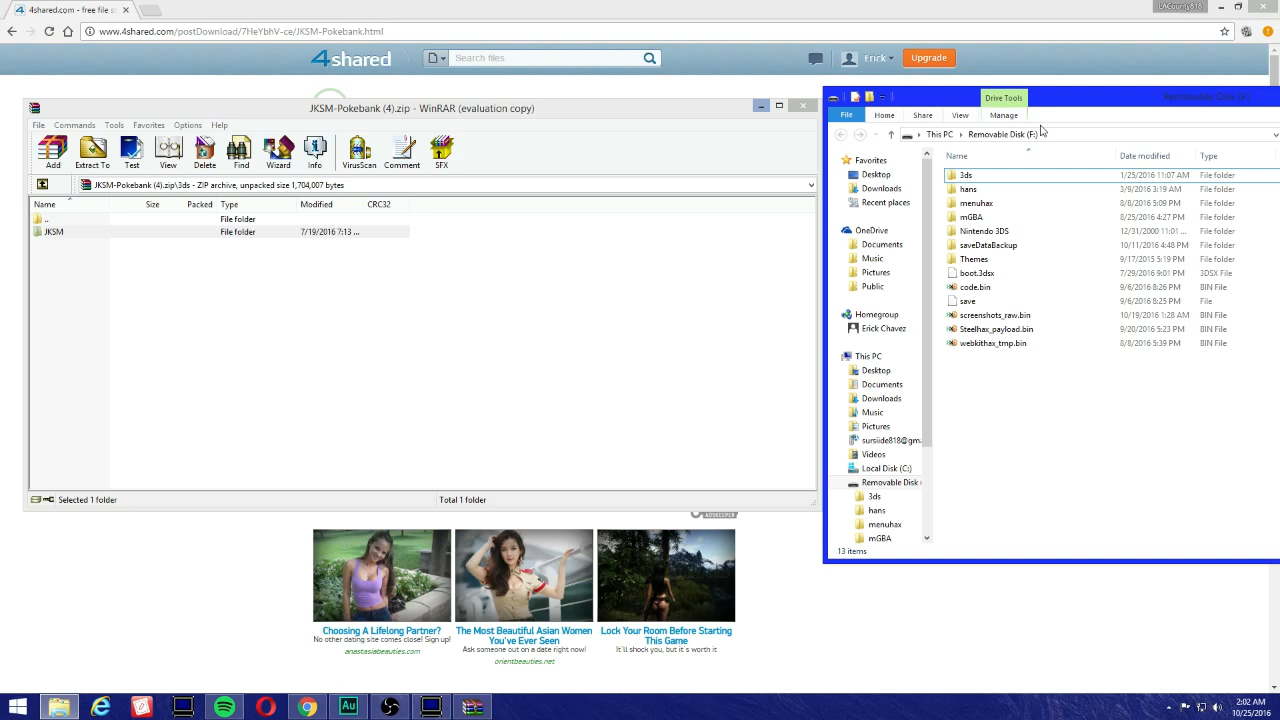 4shared.com - free file s
LACounty818
www.4shared.com/postDownload/7HeYbhV-ce/JKSM-Pokebank.html
4shared
Search files
Erick
Upgrade
JKSM-Pokebank (4).zip - WinRAR (evaluation copy)
File Commands Tools Favorites Options Help
Add Extract To Test View Delete Find Wizard Info VirusScan Comment SFX
JKSM-Pokebank (4).zip\3ds - ZIP archive, unpacked size 1,704,007 bytes
Name Size Packed Type Modified CRC32
.. File folder
JKSM File folder 7/19/2016 7:13 ...
Selected 1 folder Total 1 folder
Drive Tools
Removable Disk (F:)
File Home Share View Manage
This PC Removable Disk (F:)
Favorites
Desktop
Downloads
Recent places
OneDrive
Documents
Music
Pictures
Public
Homegroup
Erick Chavez
This PC
Desktop
Documents
Downloads
Music
Pictures
sursiide818@gm
Videos
Local Disk (C:)
Removable Disk
3ds
hans
menuhax
mGBA
Name Date modified Type
3ds 1/25/2016 11:07 AM File folder
hans 3/9/2016 3:19 AM File folder
menuhax 8/8/2016 5:09 PM File folder
mGBA 8/25/2016 4:27 PM File folder
Nintendo 3DS 12/31/2000 11:01 ... File folder
saveDataBackup 10/11/2016 4:48 PM File folder
Themes 9/17/2015 5:19 PM File folder
boot.3dsx 7/29/2016 9:01 PM 3DSX File
code.bin 9/6/2016 8:26 PM BIN File
save 9/6/2016 8:25 PM File
screenshots_raw.bin 10/19/2016 1:28 AM BIN File
Steelhax_payload.bin 9/20/2016 5:23 PM BIN File
webkithax_tmp.bin 8/8/2016 5:39 PM BIN File
13 items
Choosing A Lifelong Partner?
No other dating site comes close! Sign up!
anastasiabeauties.com
The Most Beautiful Asian Women
You've Ever Seen
Ask someone out on a date right now!
orientbeauties.net
Lock Your Room Before Starting
This Game
It'll shock you, but it's worth it
Au
2:02 AM
10/25/2016